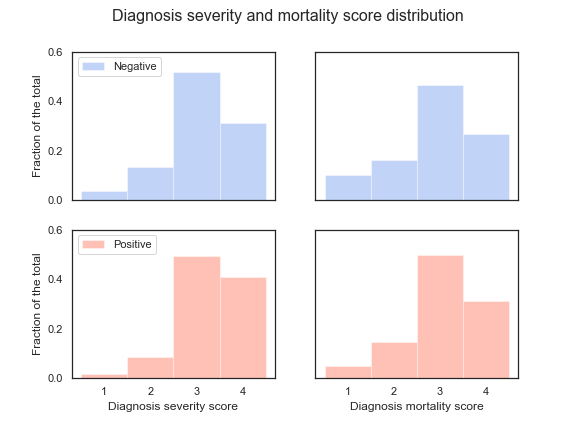 Diagnosis severity and mortality score distribution
0.6
0.4
0.2
0.0
Fraction of the total
Negative
0.6
0.4
0.2
0.0
Fraction of the total
Positive
1 2 3 4
Diagnosis severity score
1 2 3 4
Diagnosis mortality score